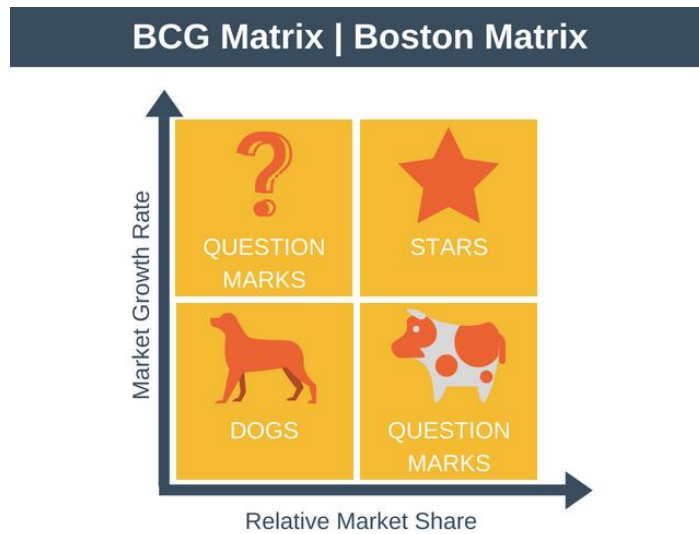 BCG Matrix | Boston Matrix
Market Growth Rate
?
QUESTION
MARKS
STARS
DOGS
QUESTION
MARKS
Relative Market Share